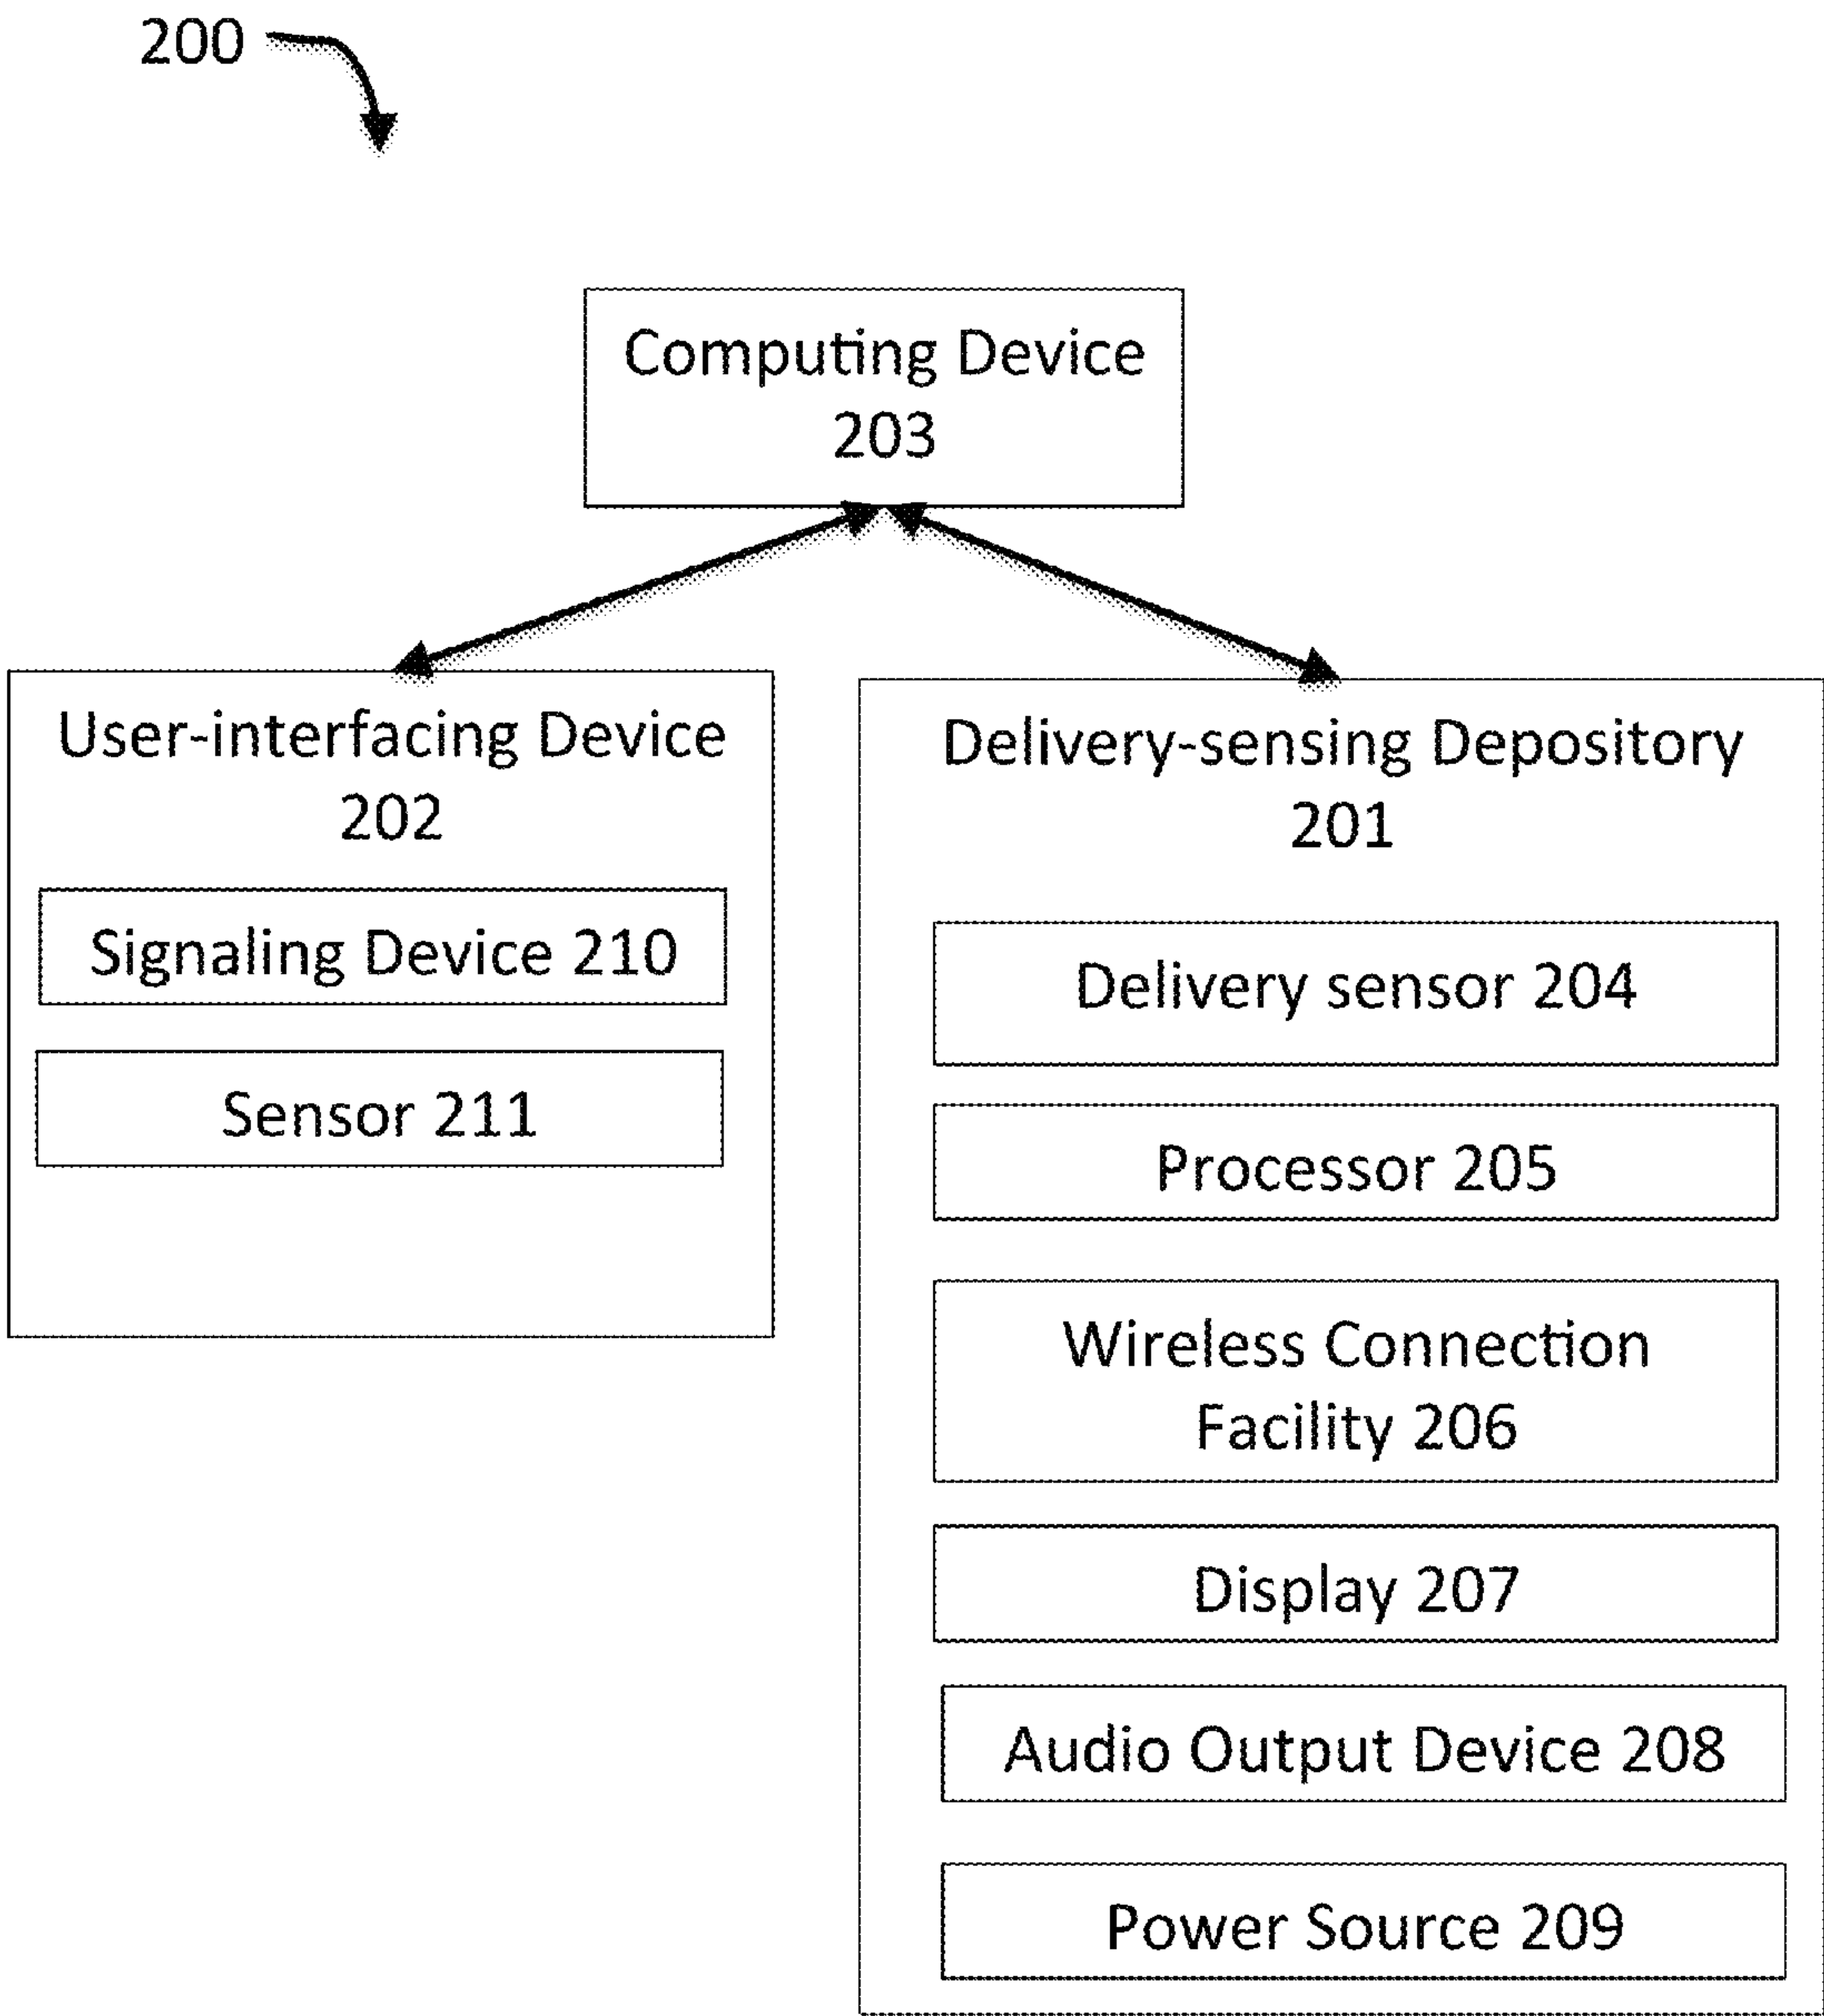 200
Computing Device
203
User-interfacing Device
202
Signaling Device 210
Sensor 211
Delivery-sensing Depository
201
Delivery sensor 204
Processor 205
Wireless Connection
Facility 206
Display 207
Audio Output Device 208
Power Source 209